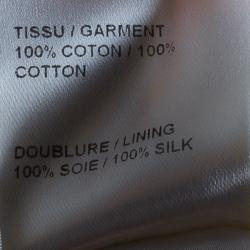 TISSU / GARMENT
100% COTON / 100%
COTTON
DOUBLURE / LINING
100% SOIE / 100% SILK